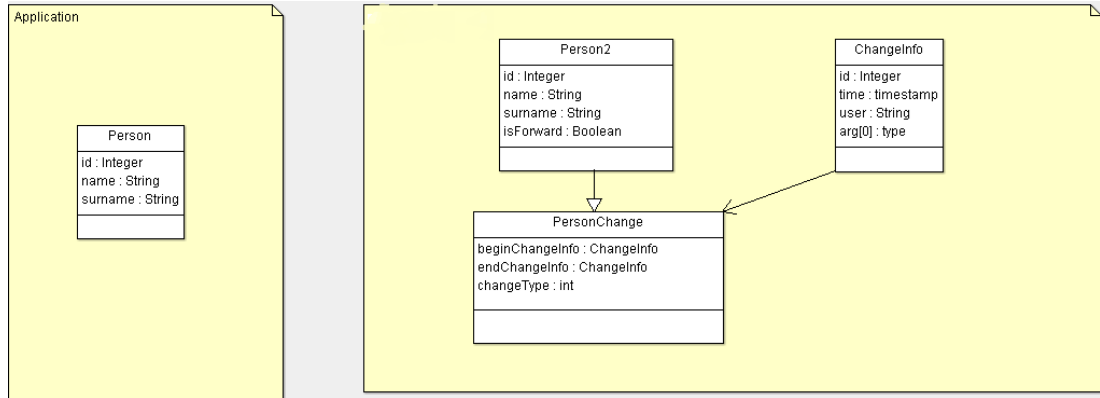 Application
Person
id : Integer
name : String
surname : String
Person2
id : Integer
name : String
surname : String
isForward : Boolean
ChangeInfo
id : Integer
time : timestamp
user : String
arg[0] : type
PersonChange
beginChangeInfo : ChangeInfo
endChangeInfo : ChangeInfo
changeType : int